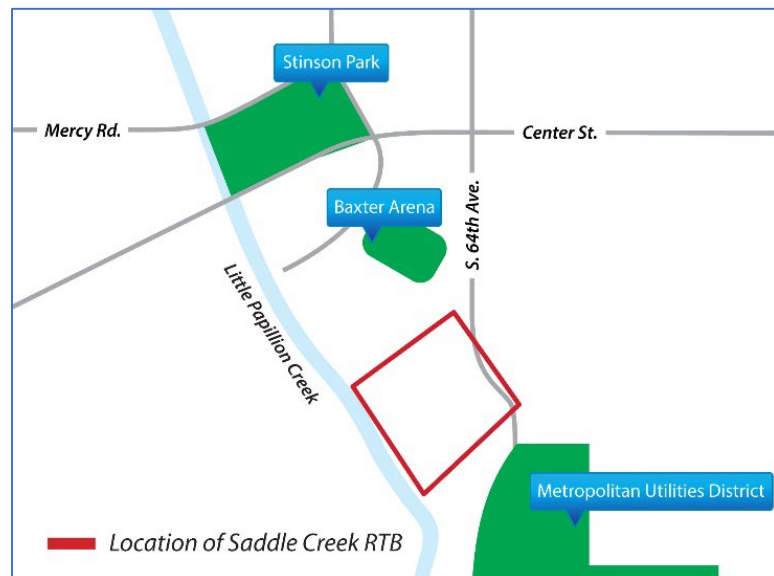 Stinson Park
Mercy Rd.
Center St.
Baxter Arena
S. 64th Ave.
Little Papillion Creek
Metropolitan Utilities District
Location of Saddle Creek RTB